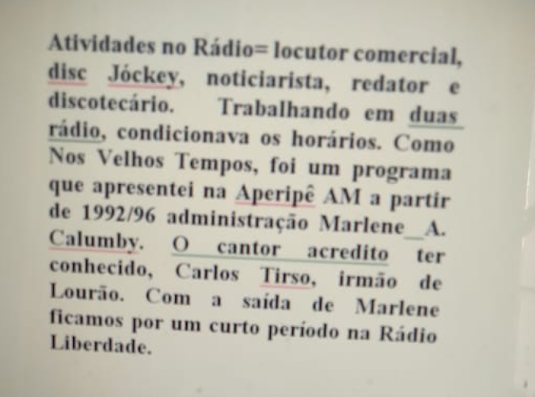 Atividades no Rádio= locutor comercial,
disc Jóckey, noticiarista, redator e
discotecário. Trabalhando em duas
rádio, condicionava os horários. Como
Nos Velhos Tempos, foi um programa
que apresentei na Aperipê AM a partir
de 1992/96 administração Marlene A.
Calumby. O cantor acredito ter
conhecido, Carlos Tirso, irmão de
Lourão. Com a saída de Marlene
ficamos por um curto período na Rádio
Liberdade.